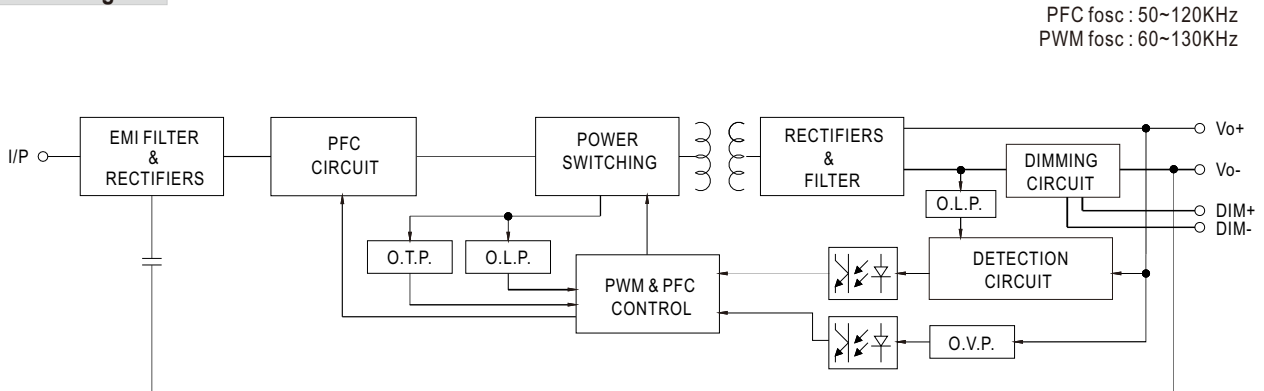 PFC fosc : 50~120KHz
PWM fosc : 60~130KHz
I/P
EMI FILTER
&
RECTIFIERS
PFC
CIRCUIT
POWER
SWITCHING
RECTIFIERS
&
FILTER
DIMMING
CIRCUIT
Vo+
Vo-
DIM+
DIM-
O.L.P.
O.T.P.
O.L.P.
PWM & PFC
CONTROL
DETECTION
CIRCUIT
O.V.P.